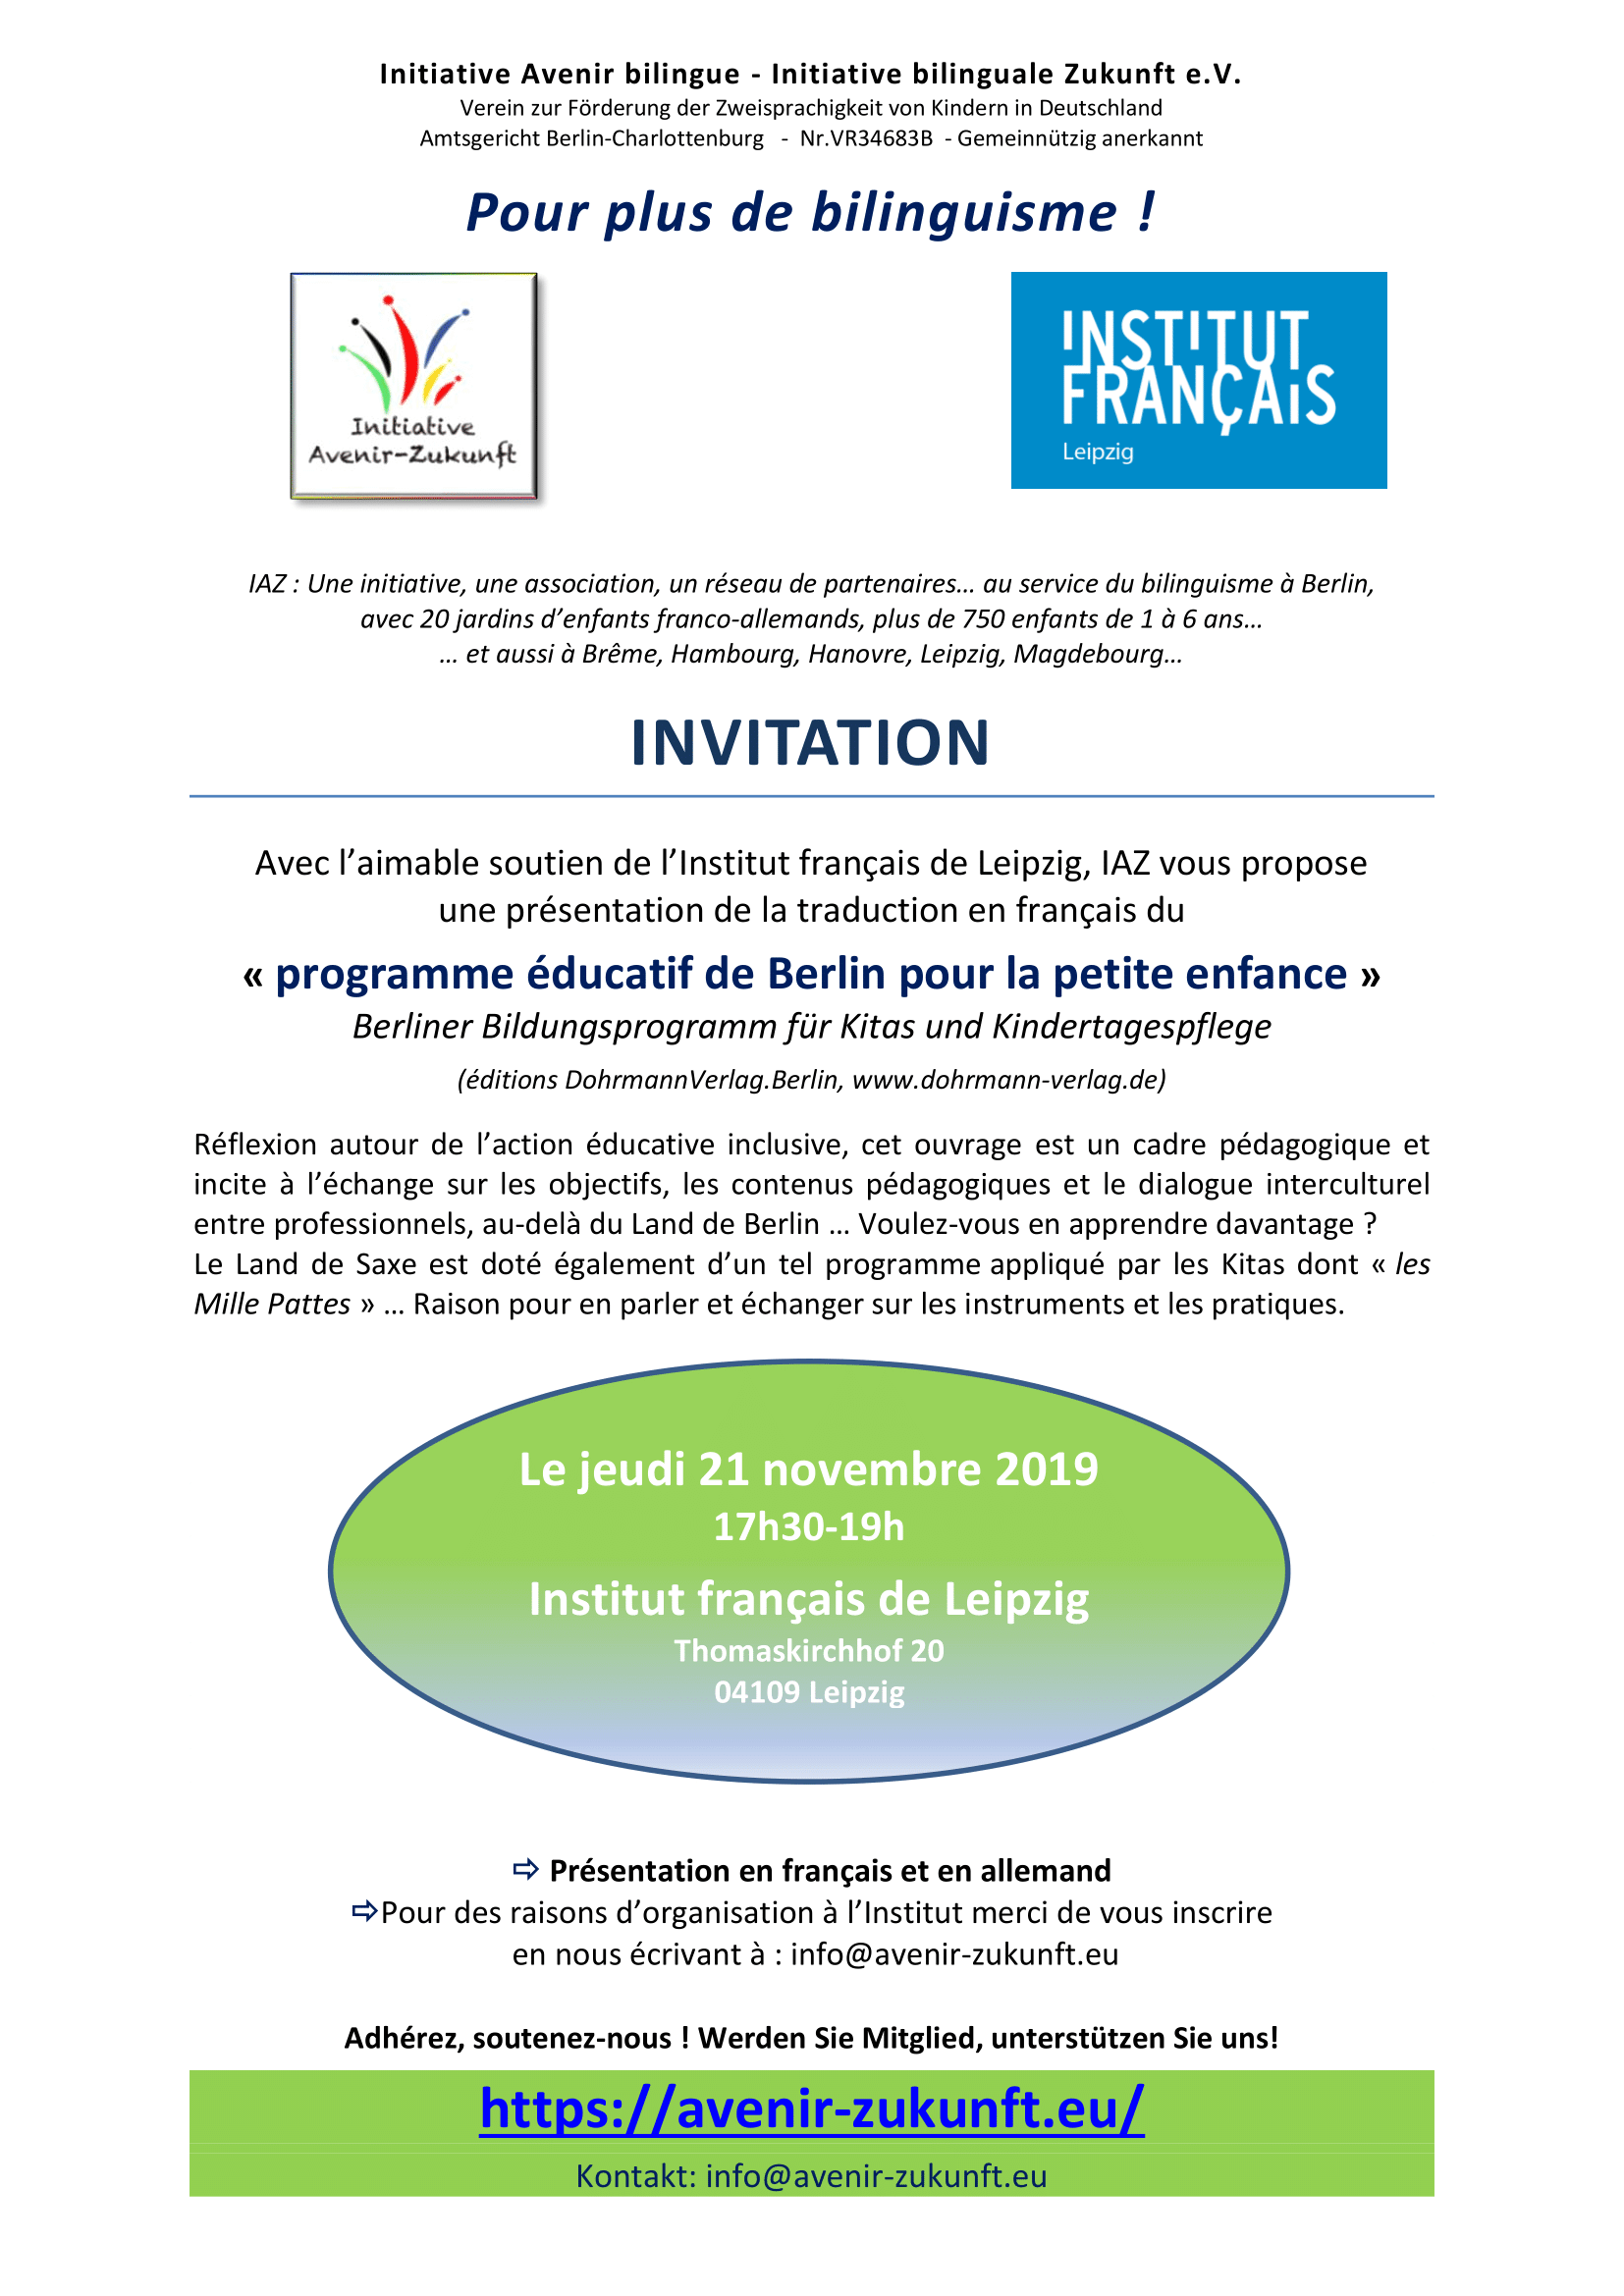 Initiative Avenir bilingue - Initiative bilinguale Zukunft e.V.
Verein zur Förderung der Zweisprachigkeit von Kindern in Deutschland
Amtsgericht Berlin-Charlottenburg - Nr.VR34683B - Gemeinnützig anerkannt
Pour plus de bilinguisme !
Initiative
Avenir-Zukunft
INSTITUT
FRANÇAIS
Leipzig
IAZ : Une initiative, une association, un réseau de partenaires… au service du bilinguisme à Berlin,
avec 20 jardins d’enfants franco-allemands, plus de 750 enfants de 1 à 6 ans…
… et aussi à Brême, Hambourg, Hanovre, Leipzig, Magdebourg…
INVITATION
Avec l’aimable soutien de l’Institut français de Leipzig, IAZ vous propose
une présentation de la traduction en français du
« programme éducatif de Berlin pour la petite enfance »
Berliner Bildungsprogramm für Kitas und Kindertagespflege
(éditions DohrmannVerlag.Berlin, www.dohrmann-verlag.de)
Réflexion autour de l’action éducative inclusive, cet ouvrage est un cadre pédagogique et
incite à l’échange sur les objectifs, les contenus pédagogiques et le dialogue interculturel
entre professionnels, au-delà du Land de Berlin … Voulez-vous en apprendre davantage ?
Le Land de Saxe est doté également d’un tel programme appliqué par les Kitas dont « les
Mille Pattes » … Raison pour en parler et échanger sur les instruments et les pratiques.
Le jeudi 21 novembre 2019
17h30-19h
Institut français de Leipzig
Thomaskirchhof 20
04109 Leipzig
⇨ Présentation en français et en allemand
⇨Pour des raisons d’organisation à l’Institut merci de vous inscrire
en nous écrivant à : info@avenir-zukunft.eu
Adhérez, soutenez-nous ! Werden Sie Mitglied, unterstützen Sie uns!
https://avenir-zukunft.eu/
Kontakt: info@avenir-zukunft.eu